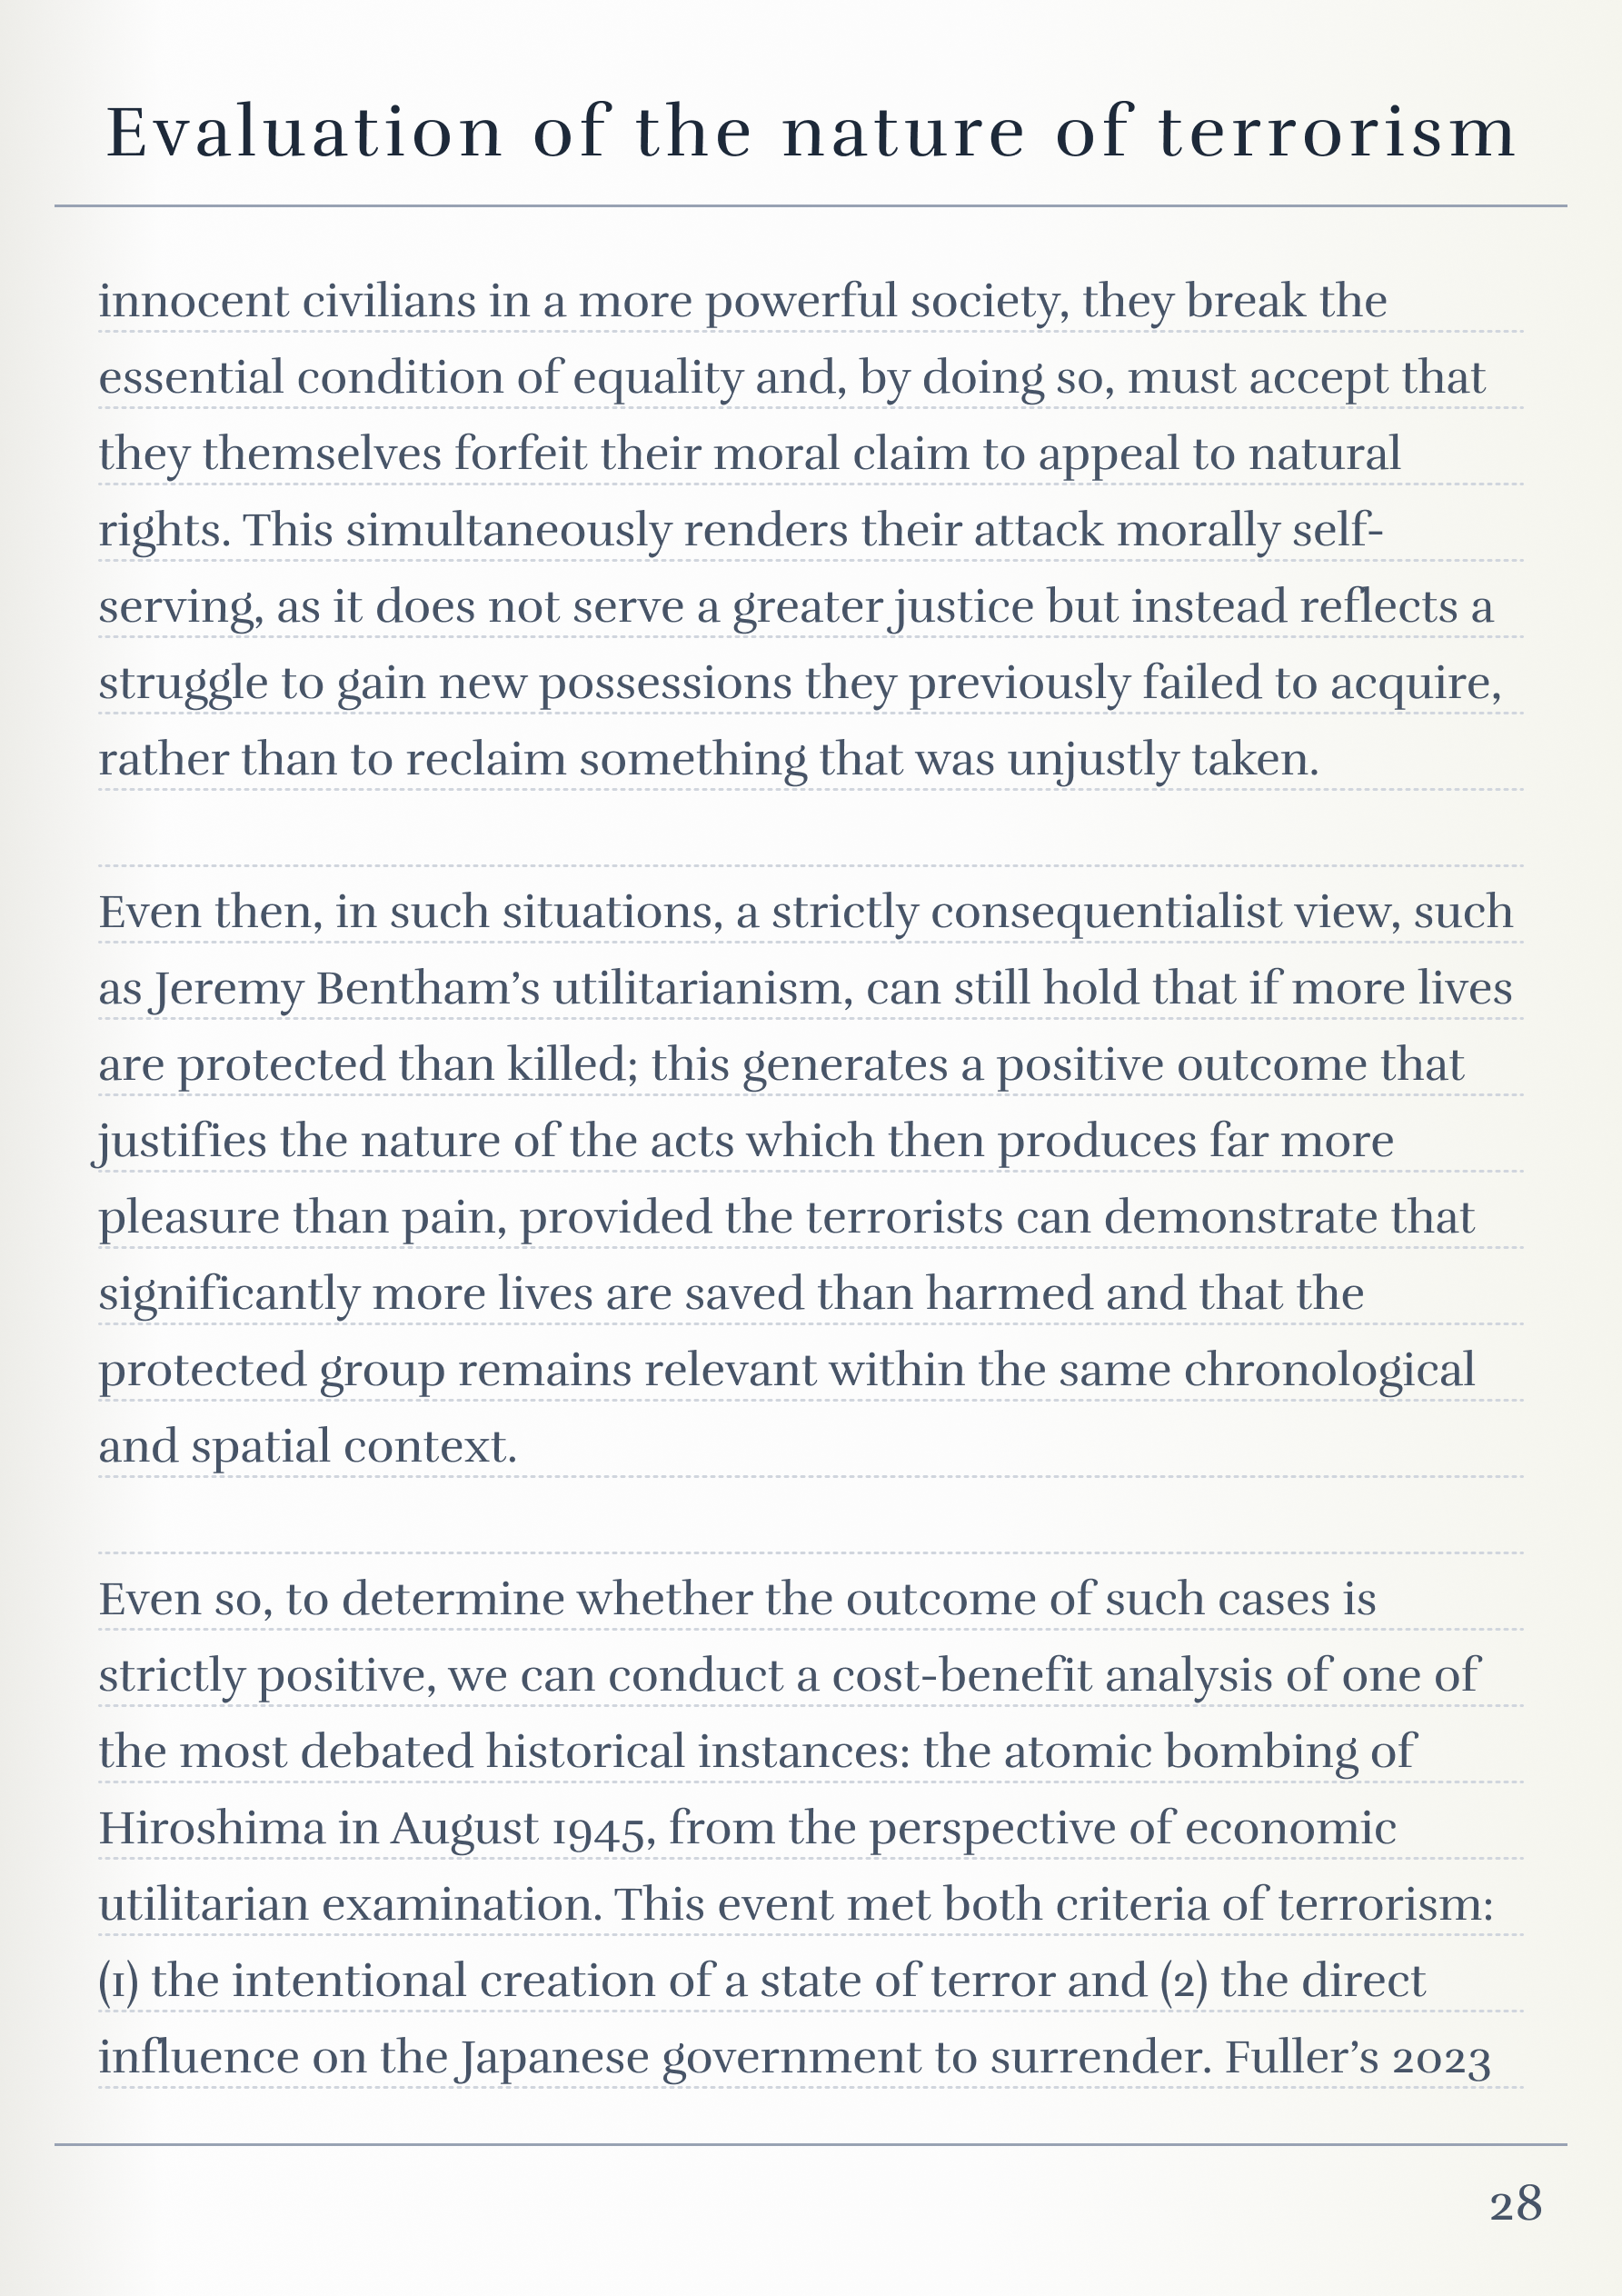 Evaluation of the nature of terrorism
innocent civilians in a more powerful society, they break the
essential condition of equality and, by doing so, must accept that
they themselves forfeit their moral claim to appeal to natural
rights. This simultaneously renders their attack morally self-
serving, as it does not serve a greater justice but instead reflects a
struggle to gain new possessions they previously failed to acquire,
rather than to reclaim something that was unjustly taken.
Even then, in such situations, a strictly consequentialist view, such
as Jeremy Bentham’s utilitarianism, can still hold that if more lives
are protected than killed; this generates a positive outcome that
justifies the nature of the acts which then produces far more
pleasure than pain, provided the terrorists can demonstrate that
significantly more lives are saved than harmed and that the
protected group remains relevant within the same chronological
and spatial context.
Even so, to determine whether the outcome of such cases is
strictly positive, we can conduct a cost-benefit analysis of one of
the most debated historical instances: the atomic bombing of
Hiroshima in August 1945, from the perspective of economic
utilitarian examination. This event met both criteria of terrorism:
(1) the intentional creation of a state of terror and (2) the direct
influence on the Japanese government to surrender. Fuller’s 2023
28